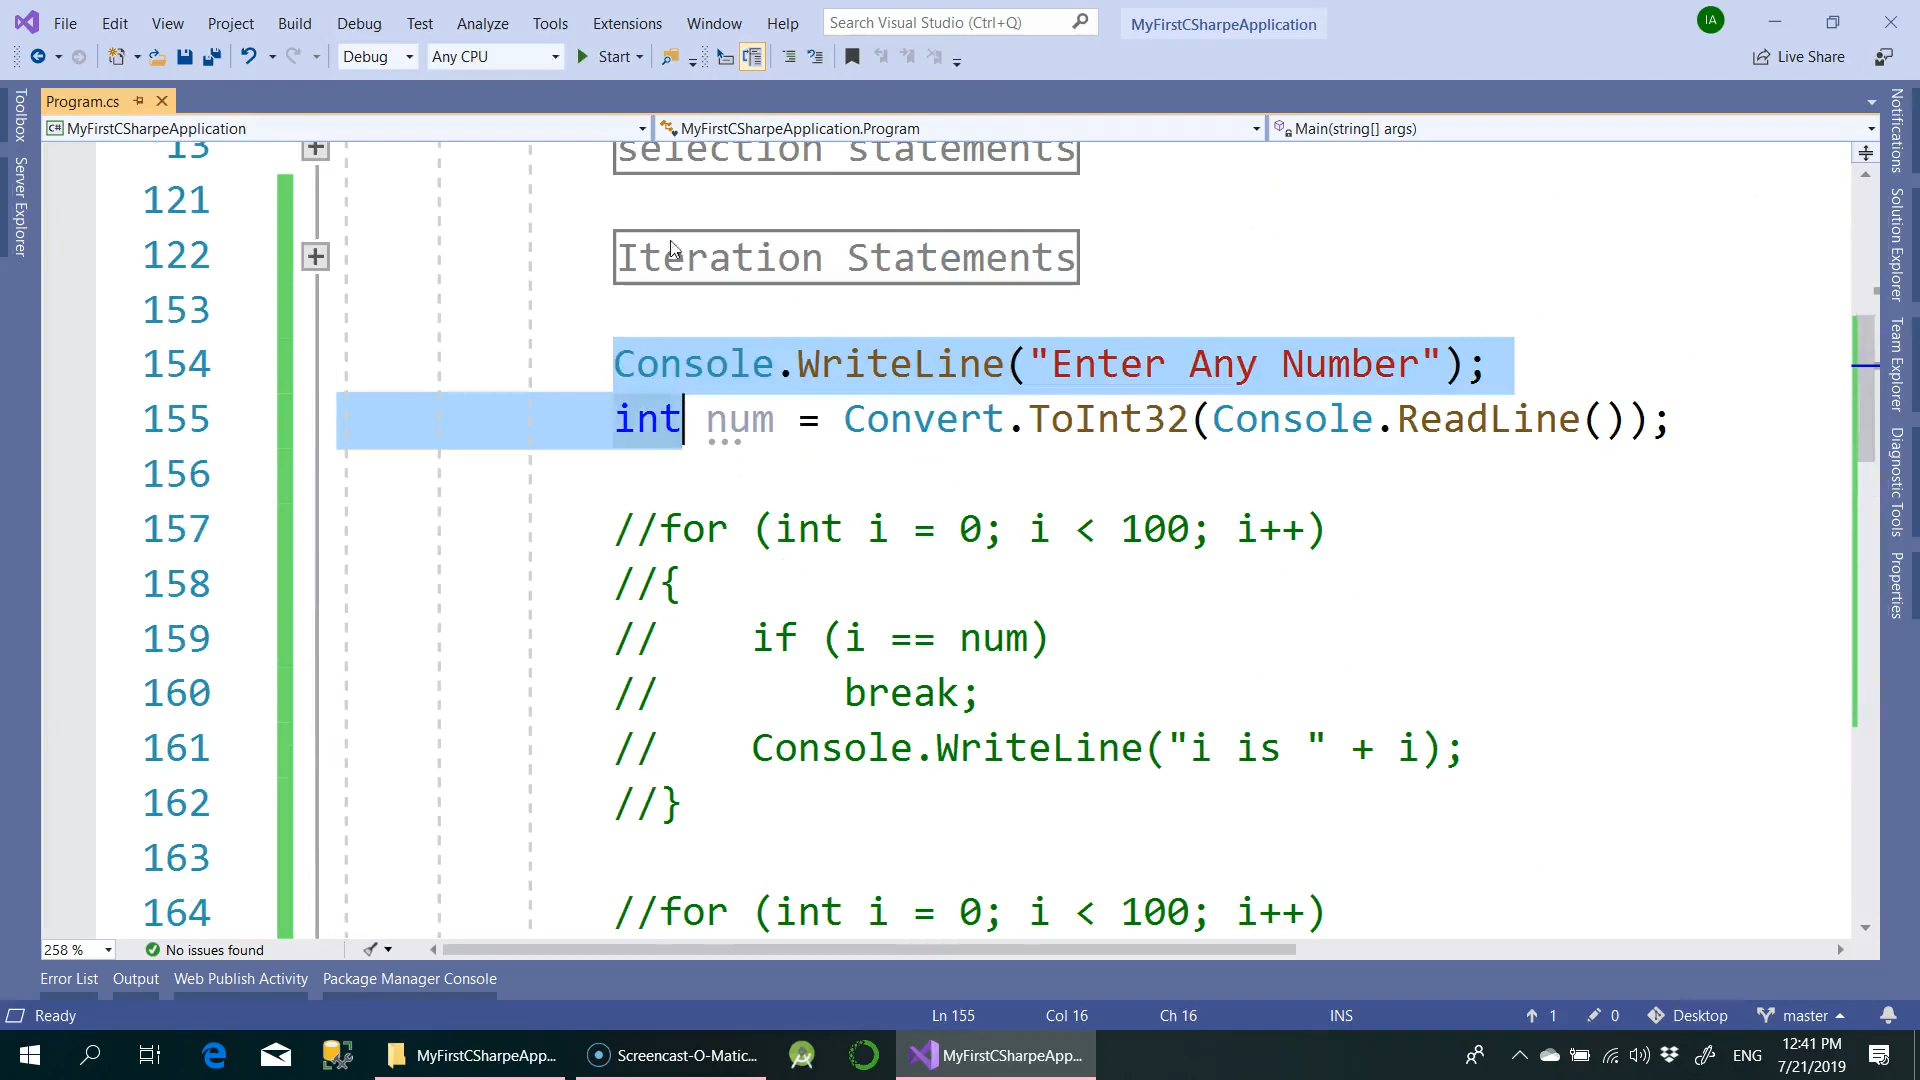 File Edit View Project Build Debug Test Analyze Tools Extensions Window Help Search Visual Studio (Ctrl+Q) MyFirstCSharpeApplication IA
Debug Any CPU Start Live Share
Program.cs
C# MyFirstCSharpeApplication MyFirstCSharpeApplication.Program Main(string[] args)
Toolbox
Server Explorer
13 selection statements
121
122 Iteration Statements
153
154 Console.WriteLine("Enter Any Number");
155 int num = Convert.ToInt32(Console.ReadLine());
156
157 //for (int i = 0; i < 100; i++)
158 //{
159 // if (i == num)
160 // break;
161 // Console.WriteLine("i is " + i);
162 //}
163
164 //for (int i = 0; i < 100; i++)
Notifications
Solution Explorer
Team Explorer
Diagnostic Tools
Properties
258 % No issues found
Error List Output Web Publish Activity Package Manager Console
Ready Ln 155 Col 16 Ch 16 INS 1 0 Desktop master
MyFirstCSharpeApp... Screencast-O-Matic... MyFirstCSharpeApp... ENG 12:41 PM
7/21/2019